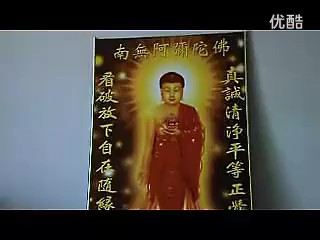 优酷
南無阿彌陀佛
真誠清淨平等正覺
看破放下自在隨緣